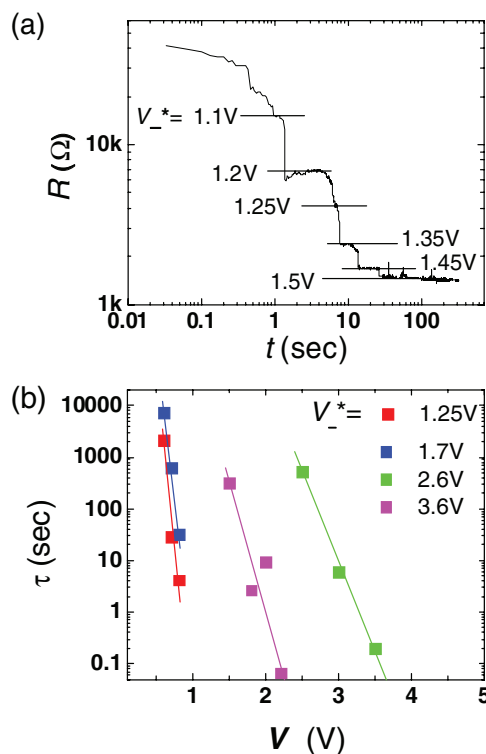 (a)
V_*= 1.1V
10k
1.2V
1.25V
1.35V
1.45V
1.5V
1k
R (Ω)
0.01 0.1 1 10 100 1000
t (sec)
(b)
10000
1000
100
10
1
0.1
τ (sec)
V_*=
1.25V
1.7V
2.6V
3.6V
0 1 2 3 4 5
V (V)